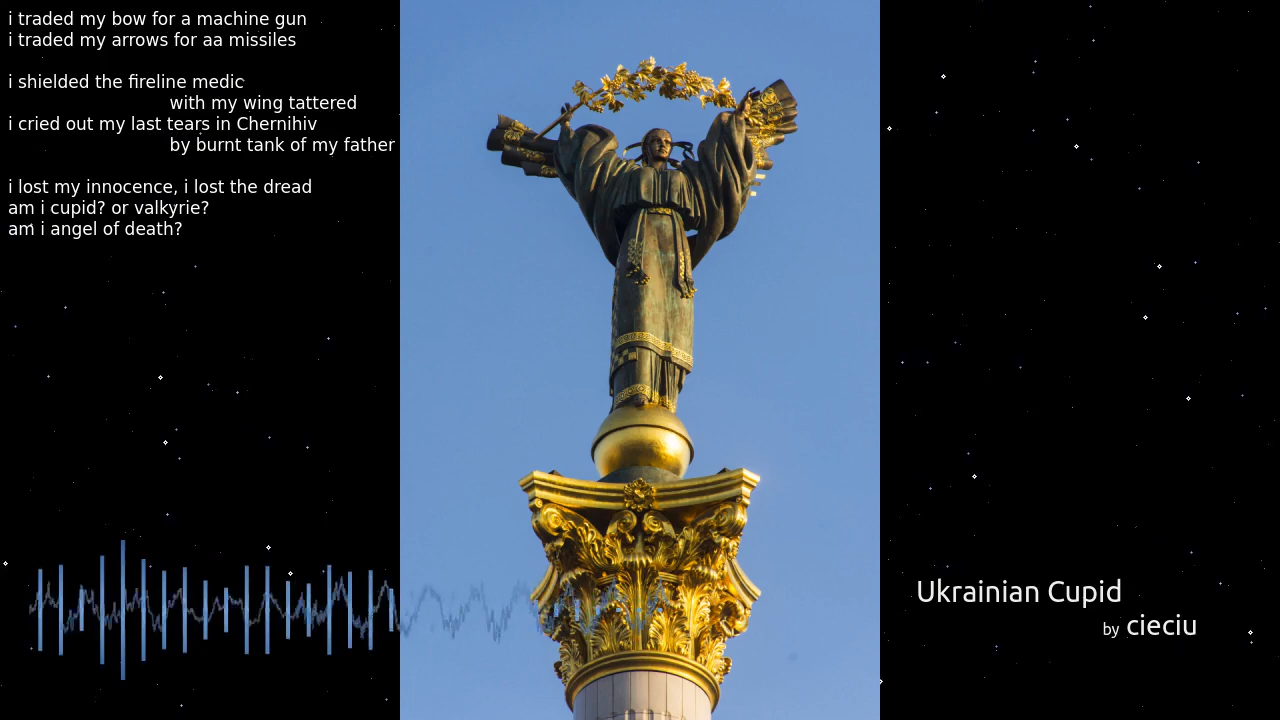 i traded my bow for a machine gun
i traded my arrows for aa missiles
i shielded the fireline medic
with my wing tattered
i cried out my last tears in Chernihiv
by burnt tank of my father
i lost my innocence, i lost the dread
am i cupid? or valkyrie?
am i angel of death?
Ukrainian Cupid
by cieciu